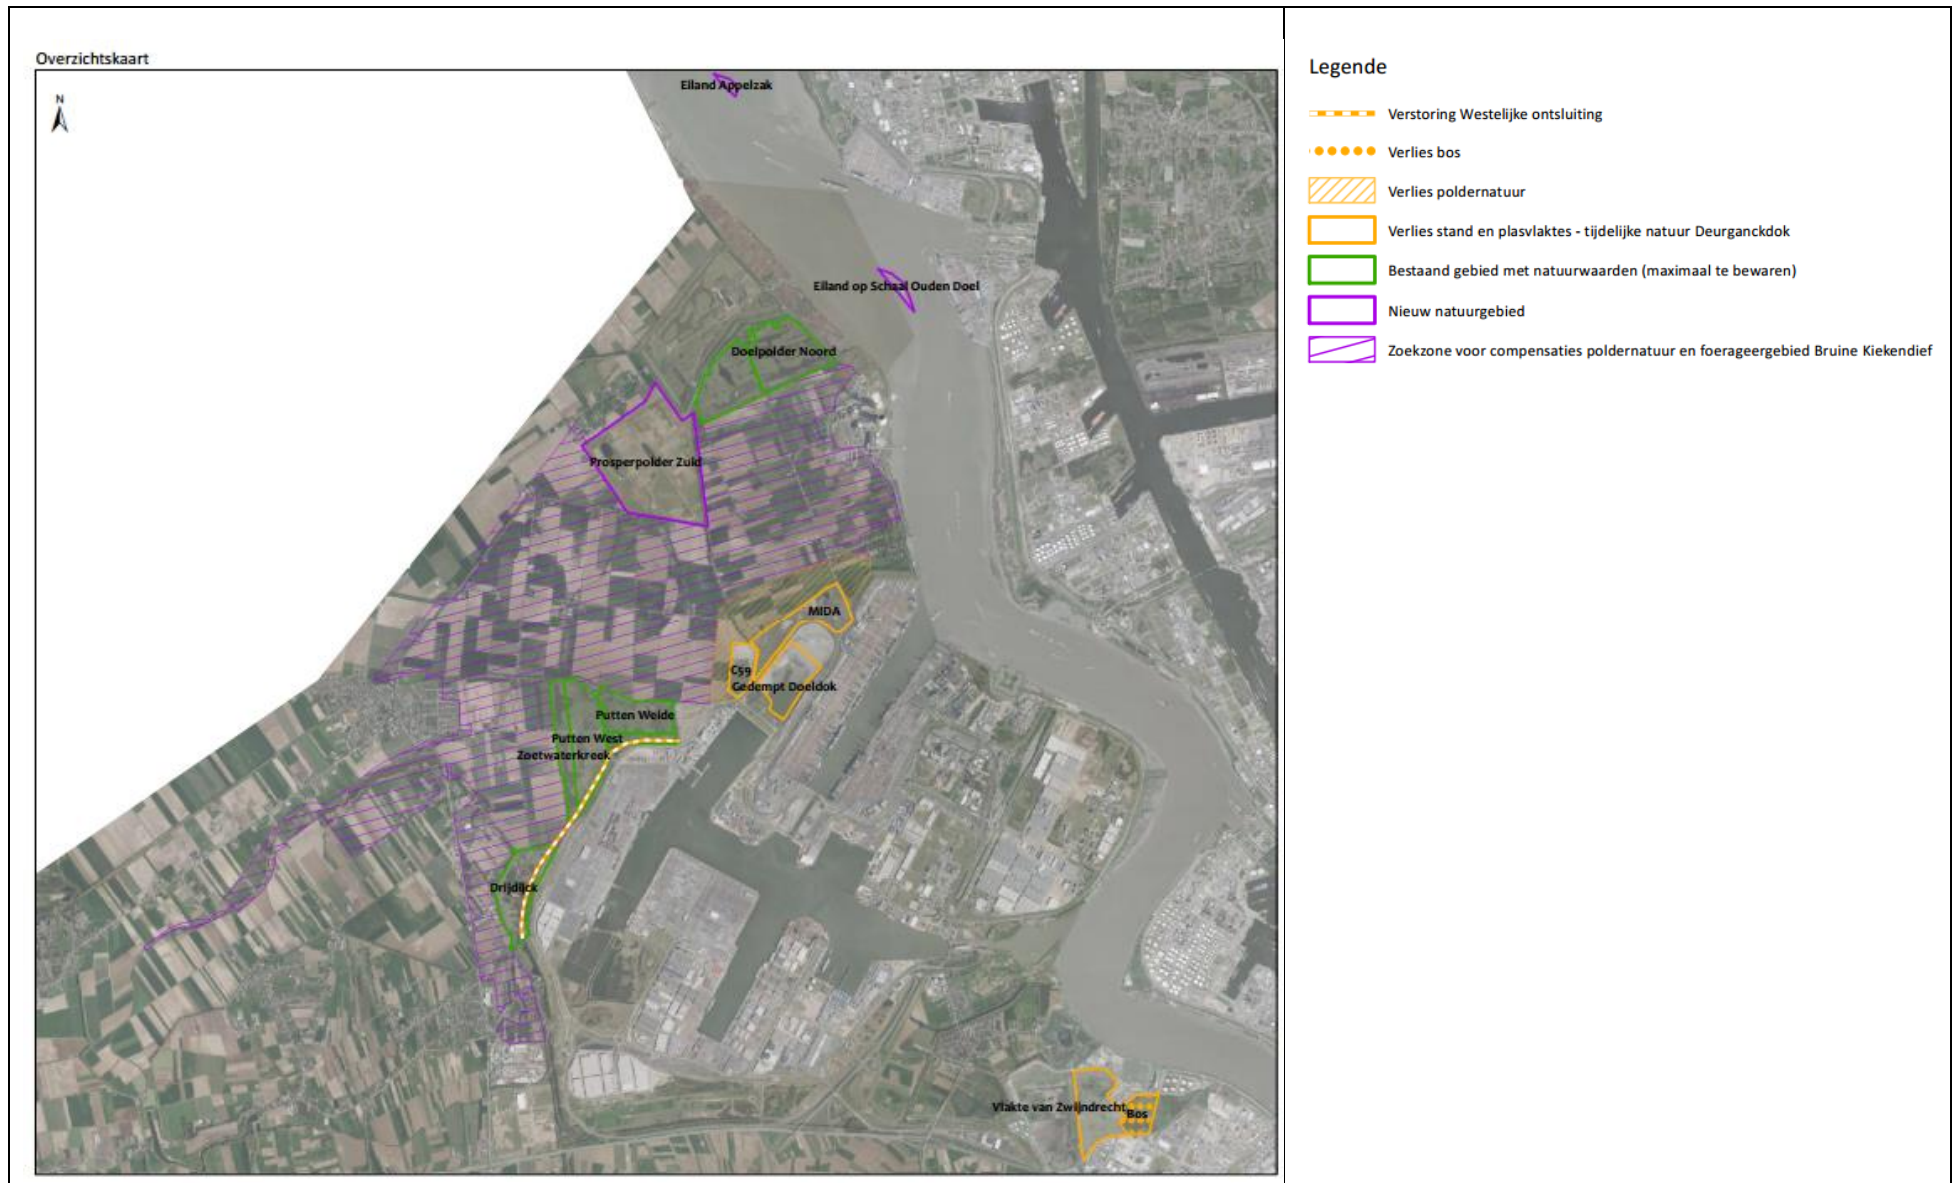 Overzichtskaart
N
Eiland Appelzak
Eiland op Schaal Ouden Doel
Doelpolder Noord
Prosperpolder Zuid
MIDA
C59
Gedempt Doeldok
Putten Weide
Putten West
Zoetwaterkreek
Drijdijck
Vlakte van Zwijndrecht
Bos
Legende
Verstoring Westelijke ontsluiting
Verlies bos
Verlies poldernatuur
Verlies stand en plasvlaktes - tijdelijke natuur Deurganckdok
Bestaand gebied met natuurwaarden (maximaal te bewaren)
Nieuw natuurgebied
Zoekzone voor compensaties poldernatuur en foerageergebied Bruine Kiekendief